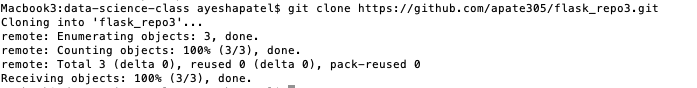 Macbook3:data-science-class ayeshapatel$ git clone https://github.com/apate305/flask_repo3.git
Cloning into 'flask_repo3'...
remote: Enumerating objects: 3, done.
remote: Counting objects: 100% (3/3), done.
remote: Total 3 (delta 0), reused 0 (delta 0), pack-reused 0
Receiving objects: 100% (3/3), done.